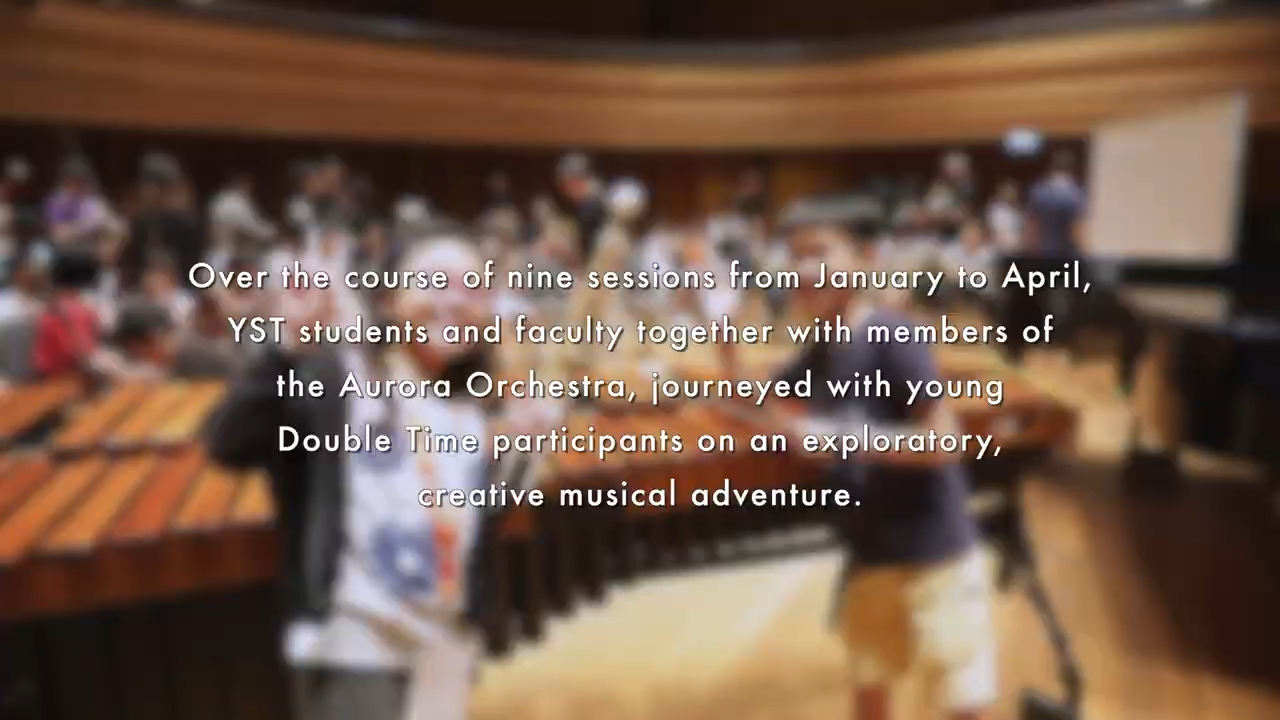 Over the course of nine sessions from January to April,
YST students and faculty together with members of
the Aurora Orchestra, journeyed with young
Double Time participants on an exploratory,
creative musical adventure.